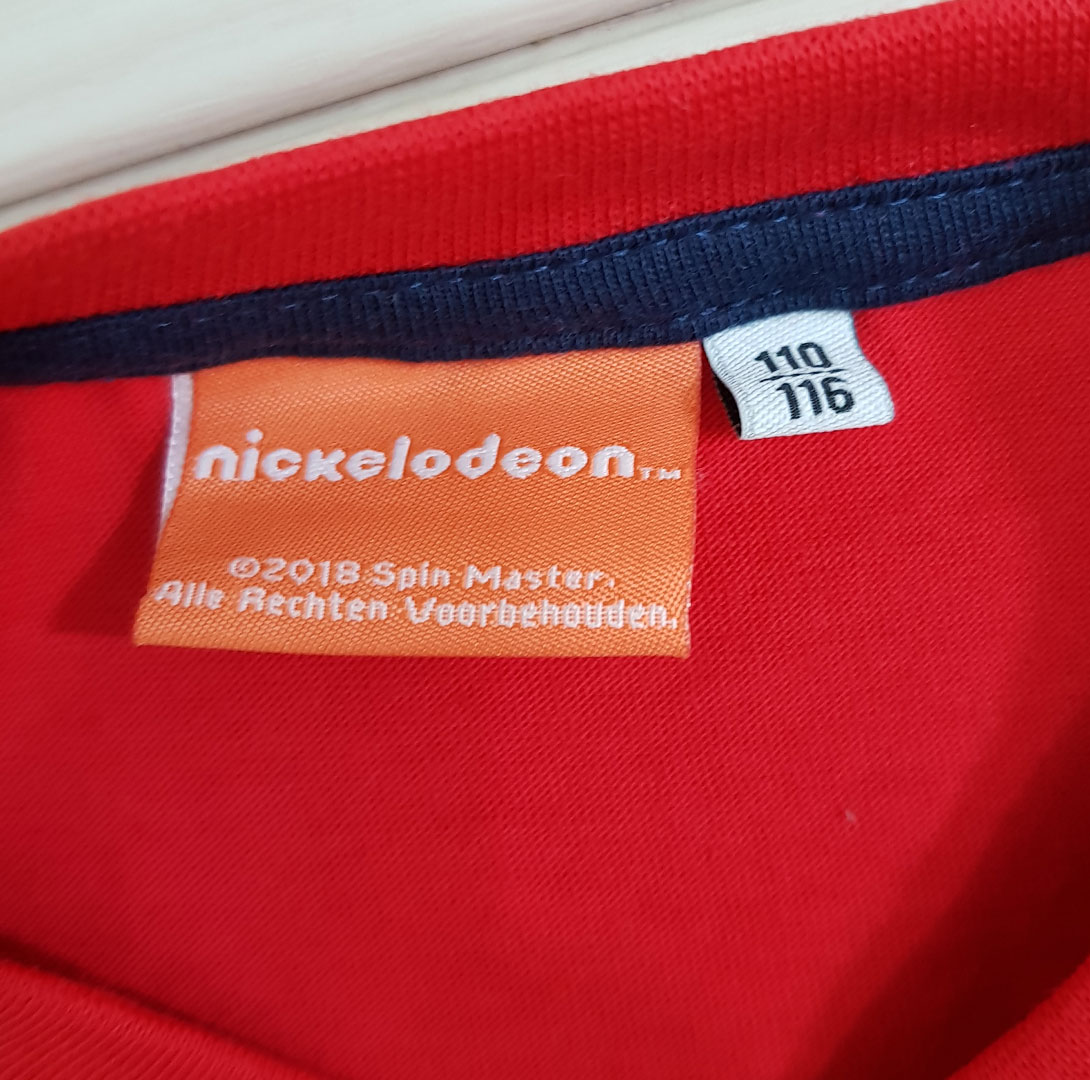 nickelodeon™
©2018 Spin Master.
Alle Rechten Voorbehouden.
110
116